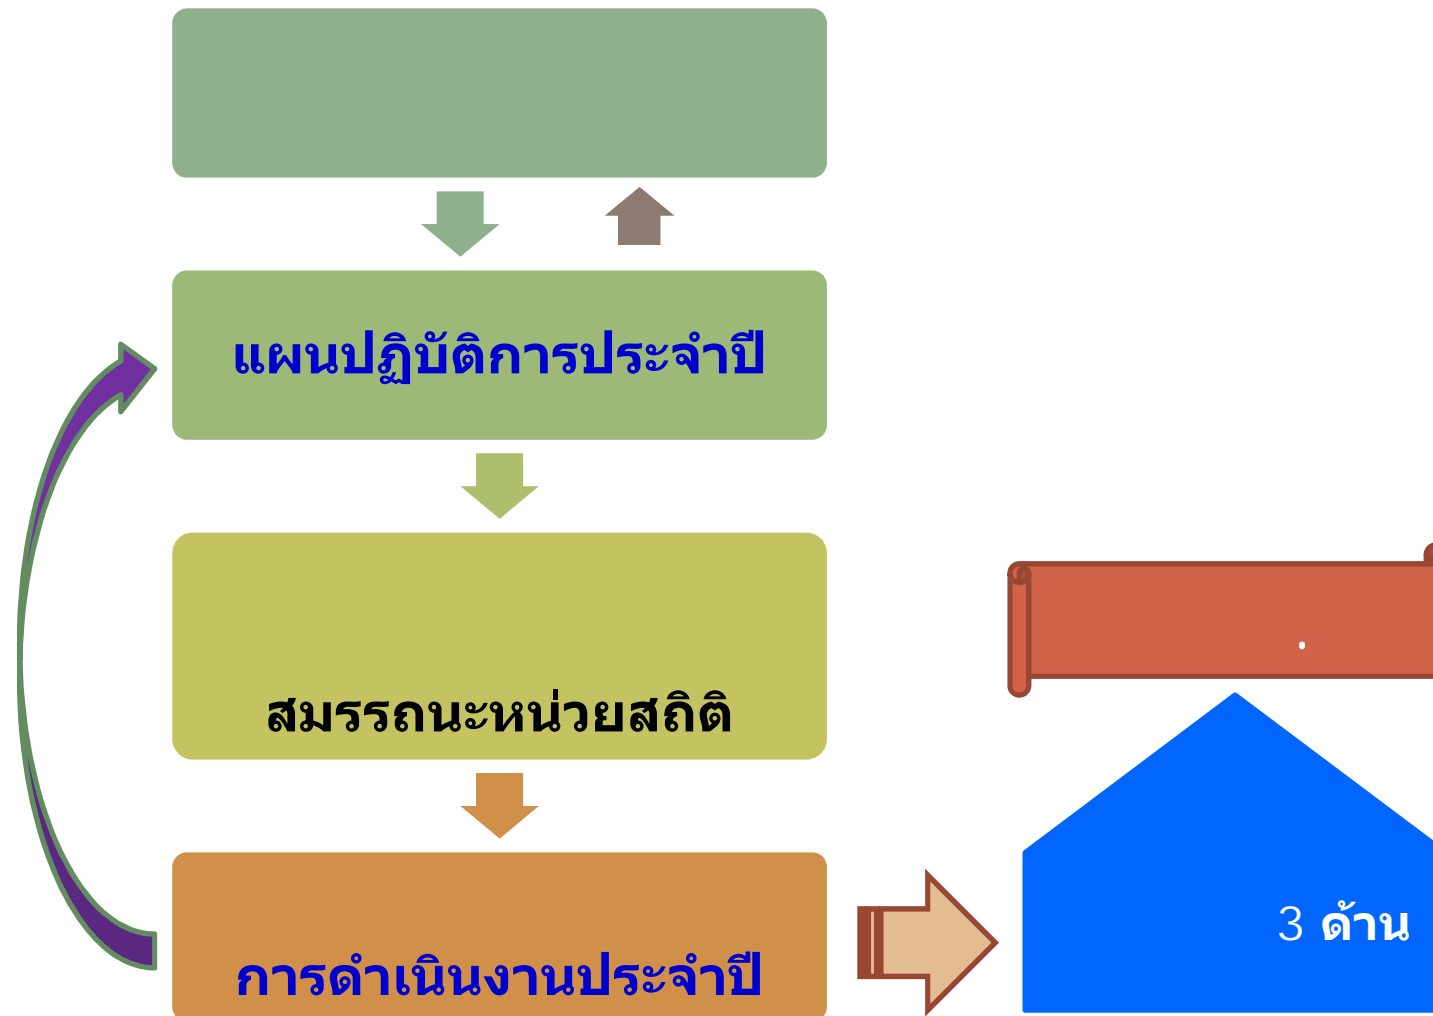 แผนปฏิบัติการประจำปี
สมรรถนะหน่วยสถิติ
.
3 ด้าน
การดำเนินงานประจำปี